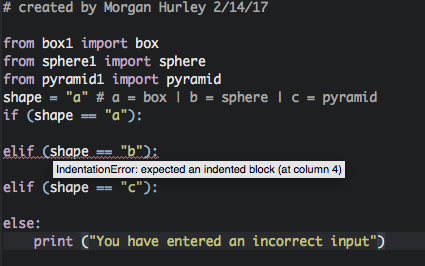 # created by Morgan Hurley 2/14/17
from box1 import box
from sphere1 import sphere
from pyramid1 import pyramid
shape = "a" # a = box | b = sphere | c = pyramid
if (shape == "a"):
elif (shape == "b"):
IndentationError: expected an indented block (at column 4)
elif (shape == "c"):
else:
    print ("You have entered an incorrect input")